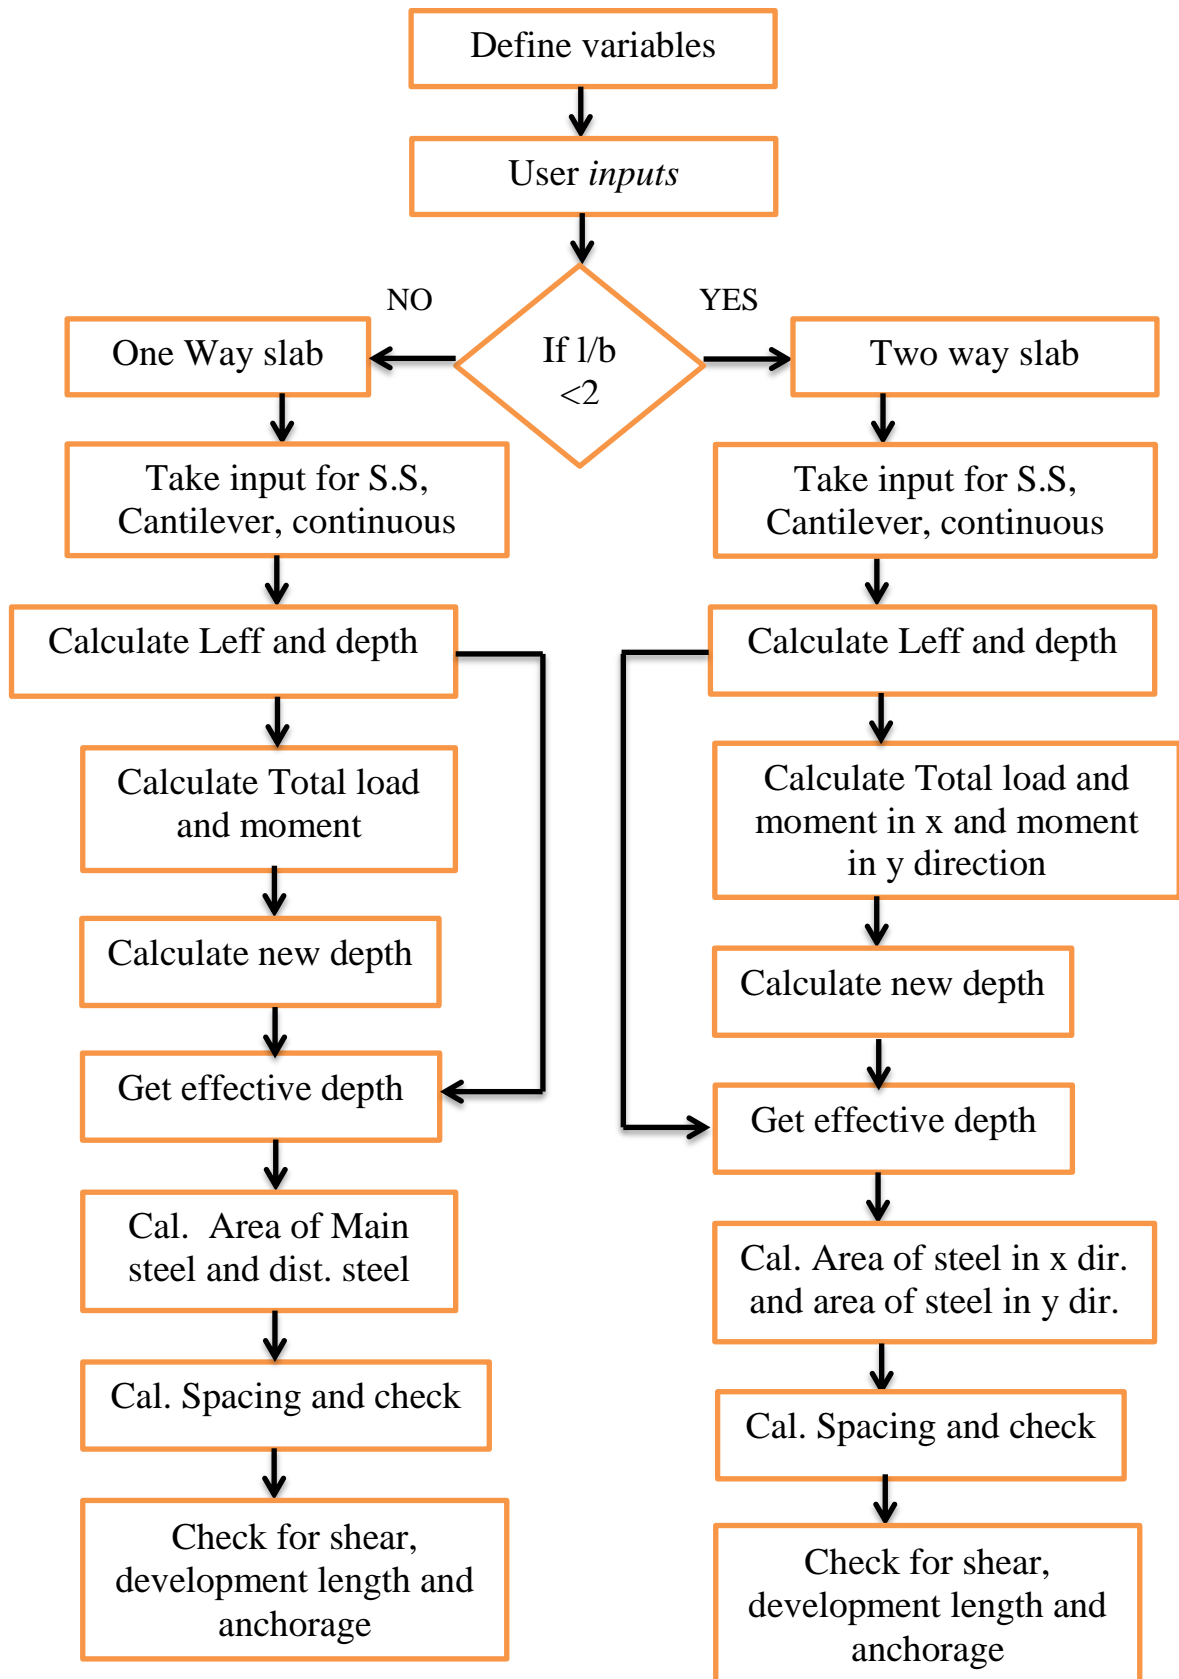 Define variables
User inputs
NO
YES
If l/b
<2
One Way slab
Two way slab
Take input for S.S,
Cantilever, continuous
Calculate Leff and depth
Calculate Total load
and moment
Calculate new depth
Get effective depth
Cal.  Area of Main
steel and dist. steel
Cal. Spacing and check
Check for shear,
development length and
anchorage
Take input for S.S,
Cantilever, continuous
Calculate Leff and depth
Calculate Total load and
moment in x and moment
in y direction
Calculate new depth
Get effective depth
Cal. Area of steel in x dir.
and area of steel in y dir.
Cal. Spacing and check
Check for shear,
development length and
anchorage